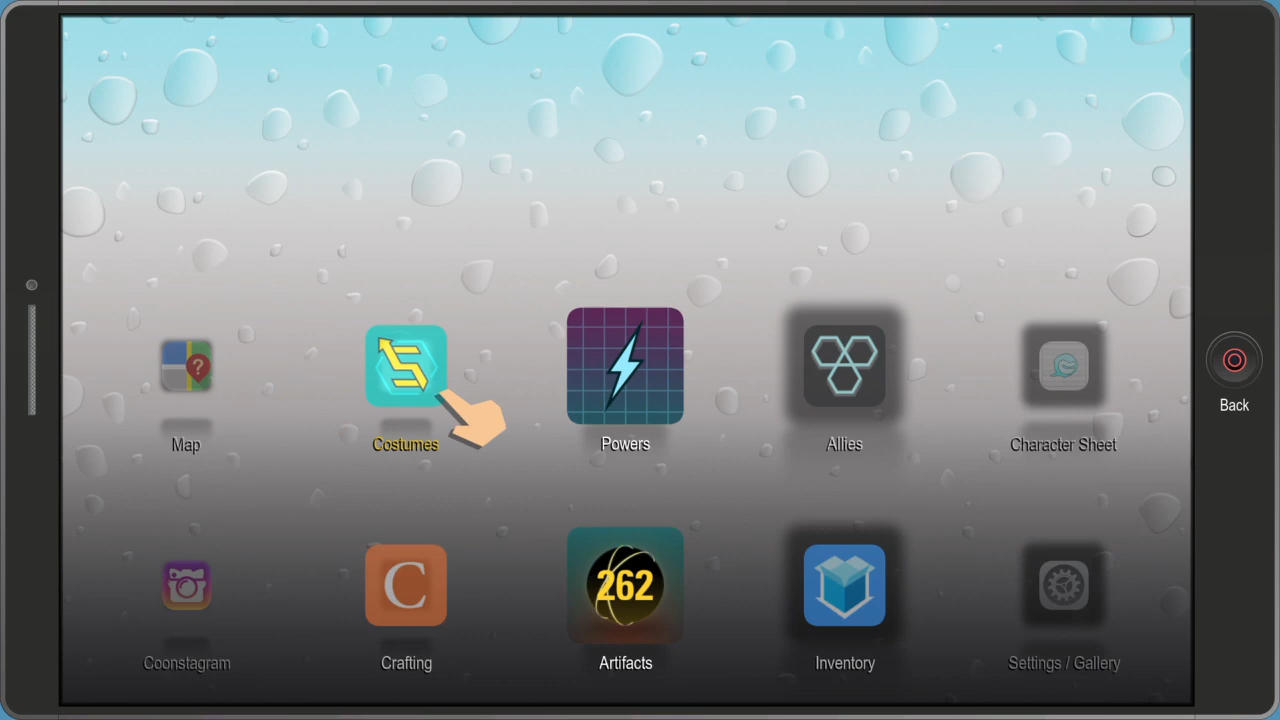 Map
Costumes
Powers
Allies
Character Sheet
Back
C
262
Coonstagram
Crafting
Artifacts
Inventory
Settings / Gallery